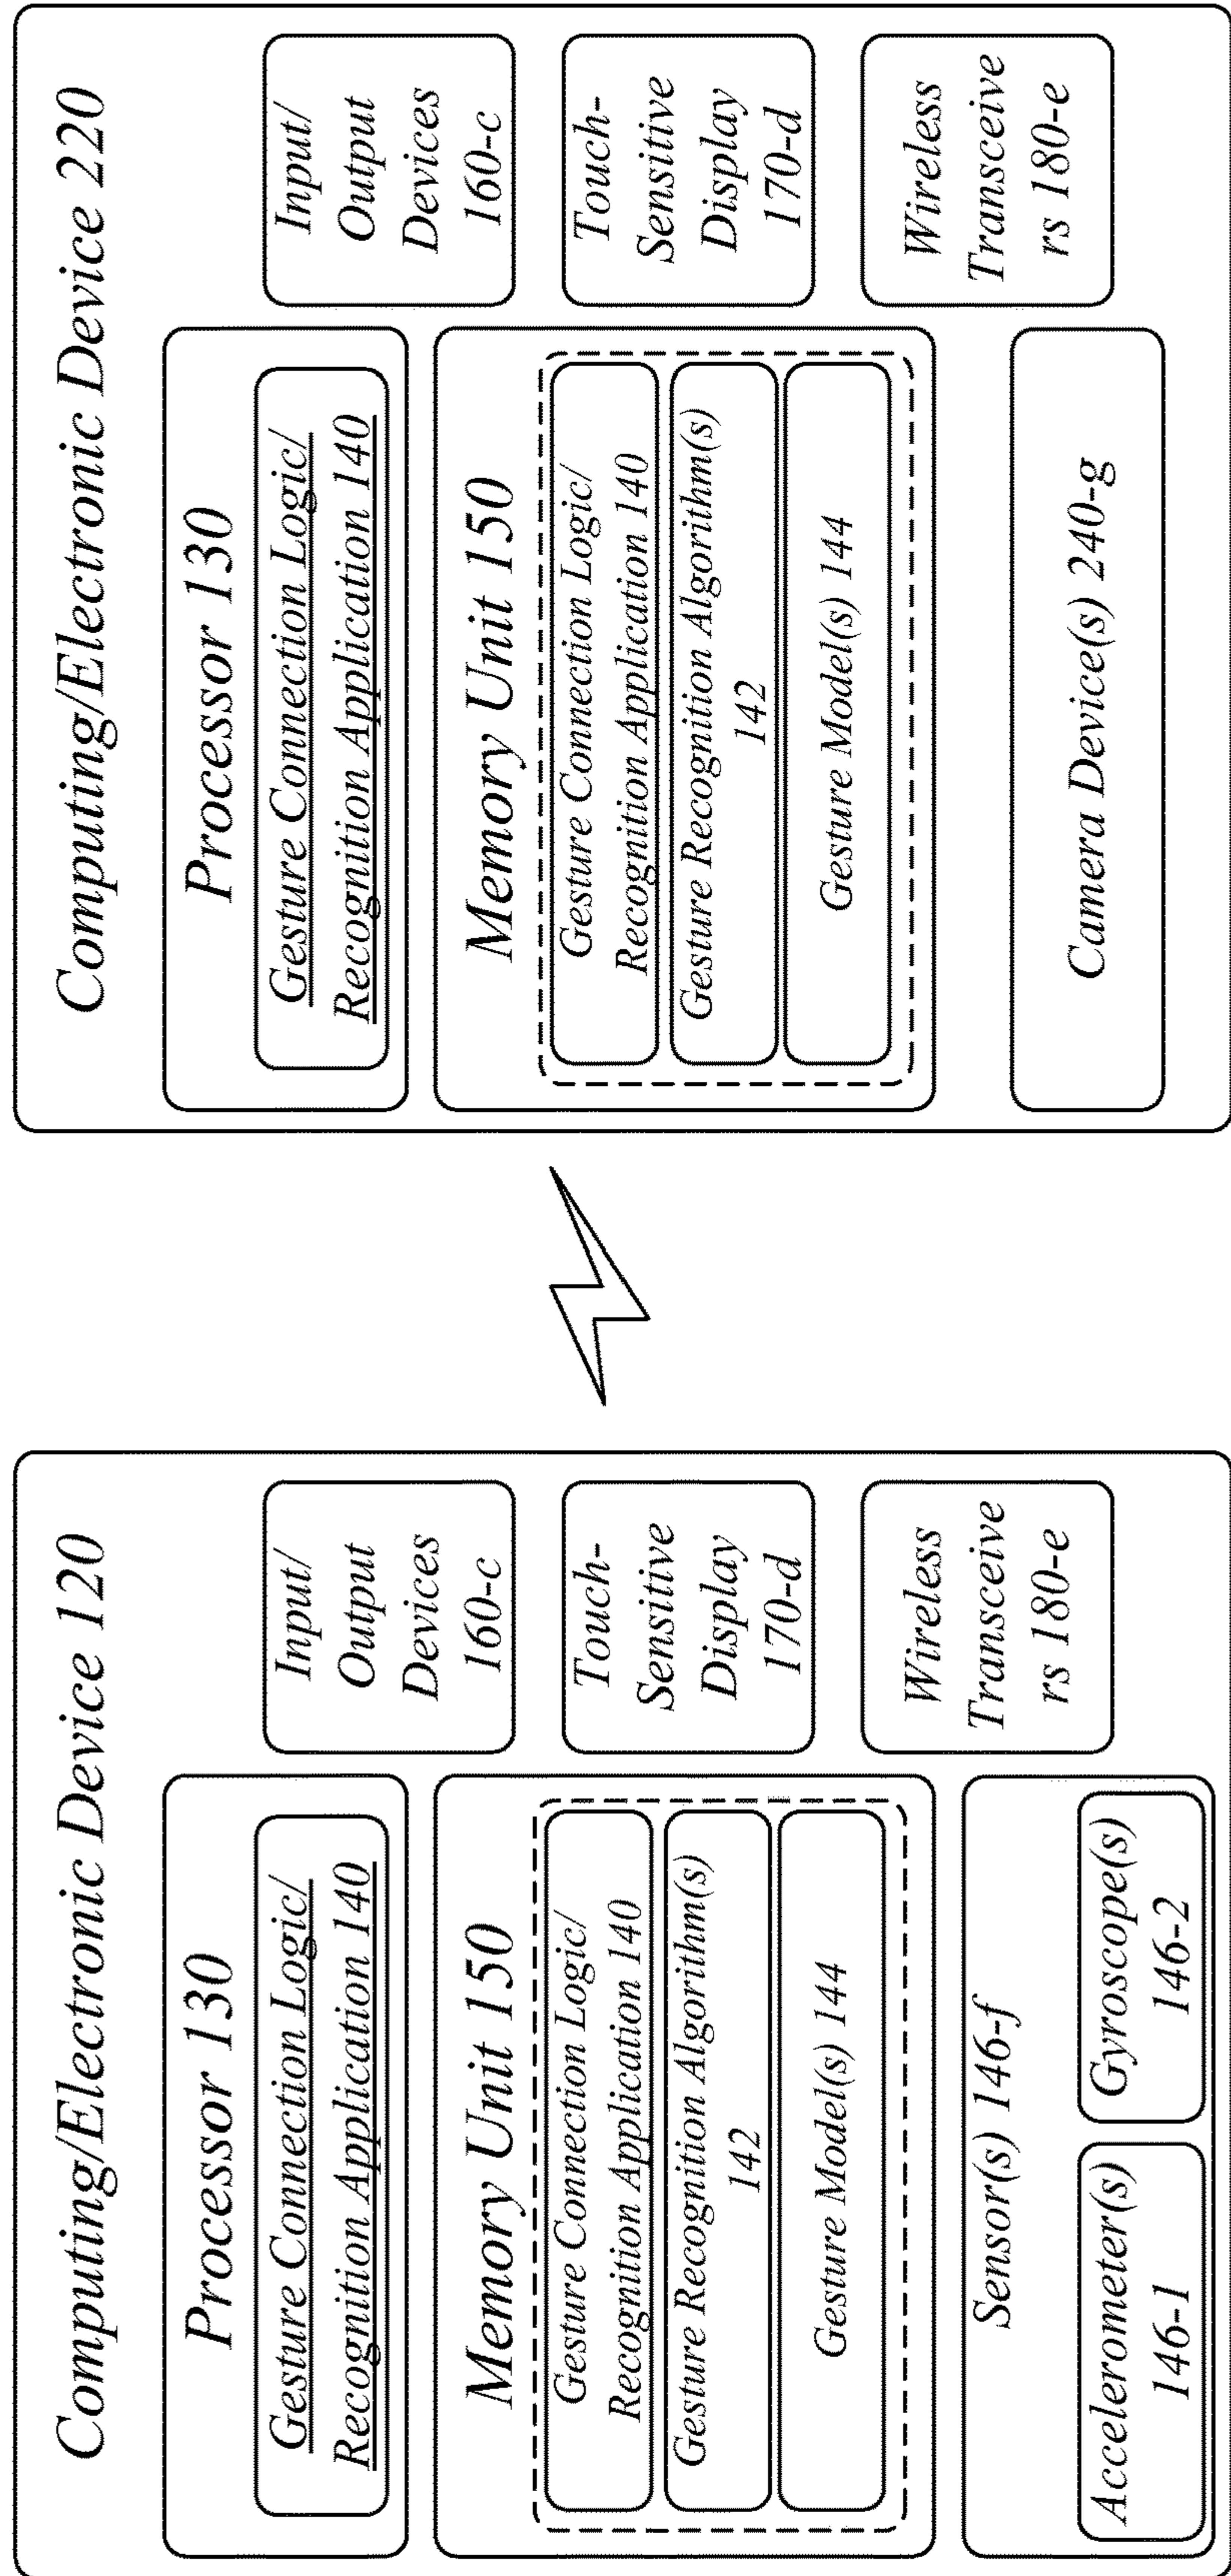 Computing/Electronic Device 120
Processor 130
Gesture Connection Logic/
Recognition Application 140
Memory Unit 150
Gesture Connection Logic/
Recognition Application 140
Gesture Recognition Algorithm(s)
142
Gesture Model(s) 144
Sensor(s) 146-f
Accelerometer(s)
146-1
Gyroscope(s)
146-2
Input/
Output
Devices
160-c
Touch-
Sensitive
Display
170-d
Wireless
Transceive
rs 180-e
Computing/Electronic Device 220
Processor 130
Gesture Connection Logic/
Recognition Application 140
Memory Unit 150
Gesture Connection Logic/
Recognition Application 140
Gesture Recognition Algorithm(s)
142
Gesture Model(s) 144
Camera Device(s) 240-g
Input/
Output
Devices
160-c
Touch-
Sensitive
Display
170-d
Wireless
Transceive
rs 180-e